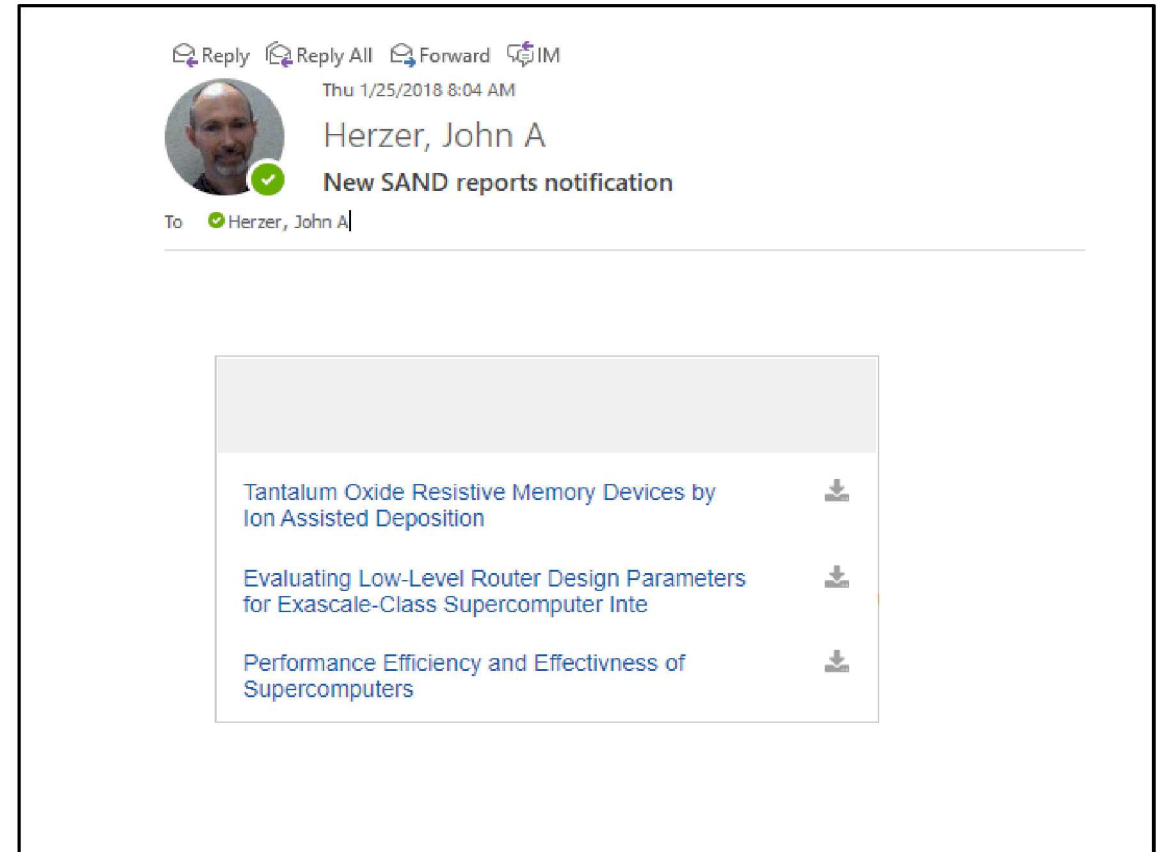 Reply Reply All Forward IM
Thu 1/25/2018 8:04 AM
Herzer, John A
New SAND reports notification
To Herzer, John A
Tantalum Oxide Resistive Memory Devices by
Ion Assisted Deposition
Evaluating Low-Level Router Design Parameters
for Exascale-Class Supercomputer Inte
Performance Efficiency and Effectivness of
Supercomputers